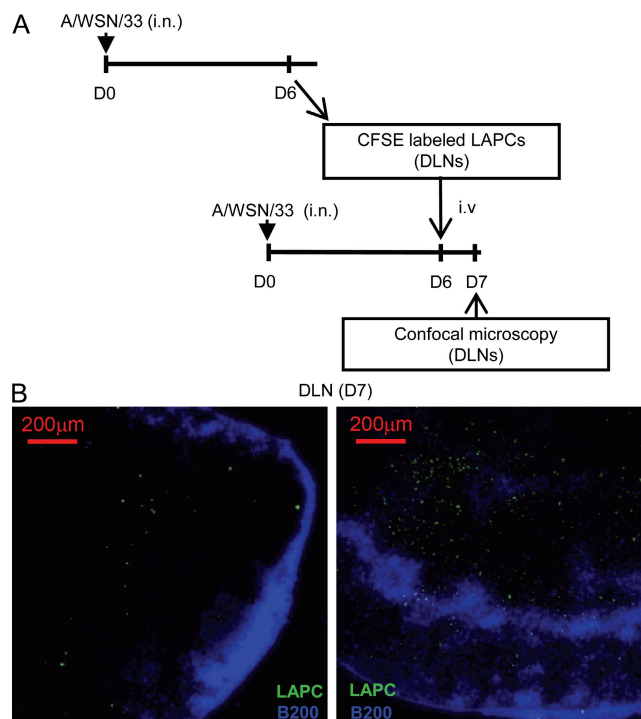 A
A/WSN/33 (i.n.)
D0
D6
CFSE labeled LAPCs
(DLNs)
i.v
A/WSN/33 (i.n.)
D0
D6
D7
Confocal microscopy
(DLNs)
B
DLN (D7)
200μm
LAPC
B200
200μm
LAPC
B200